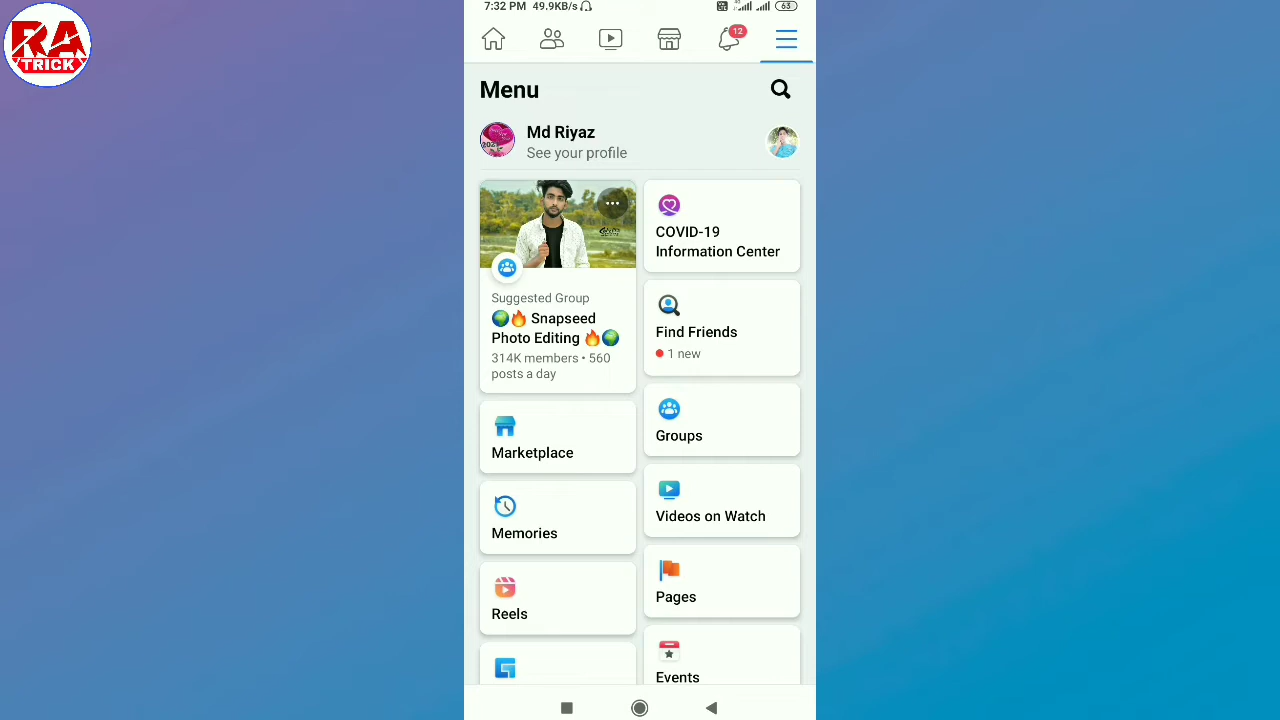 RA
TRICK
7:32 PM 49.9KB/s
63
12
Menu
Md Riyaz
See your profile
Suggested Group
🌍🔥 Snapseed
Photo Editing 🔥🌍
314K members • 560
posts a day
COVID-19
Information Center
Find Friends
1 new
Marketplace
Groups
Memories
Videos on Watch
Reels
Pages
Events